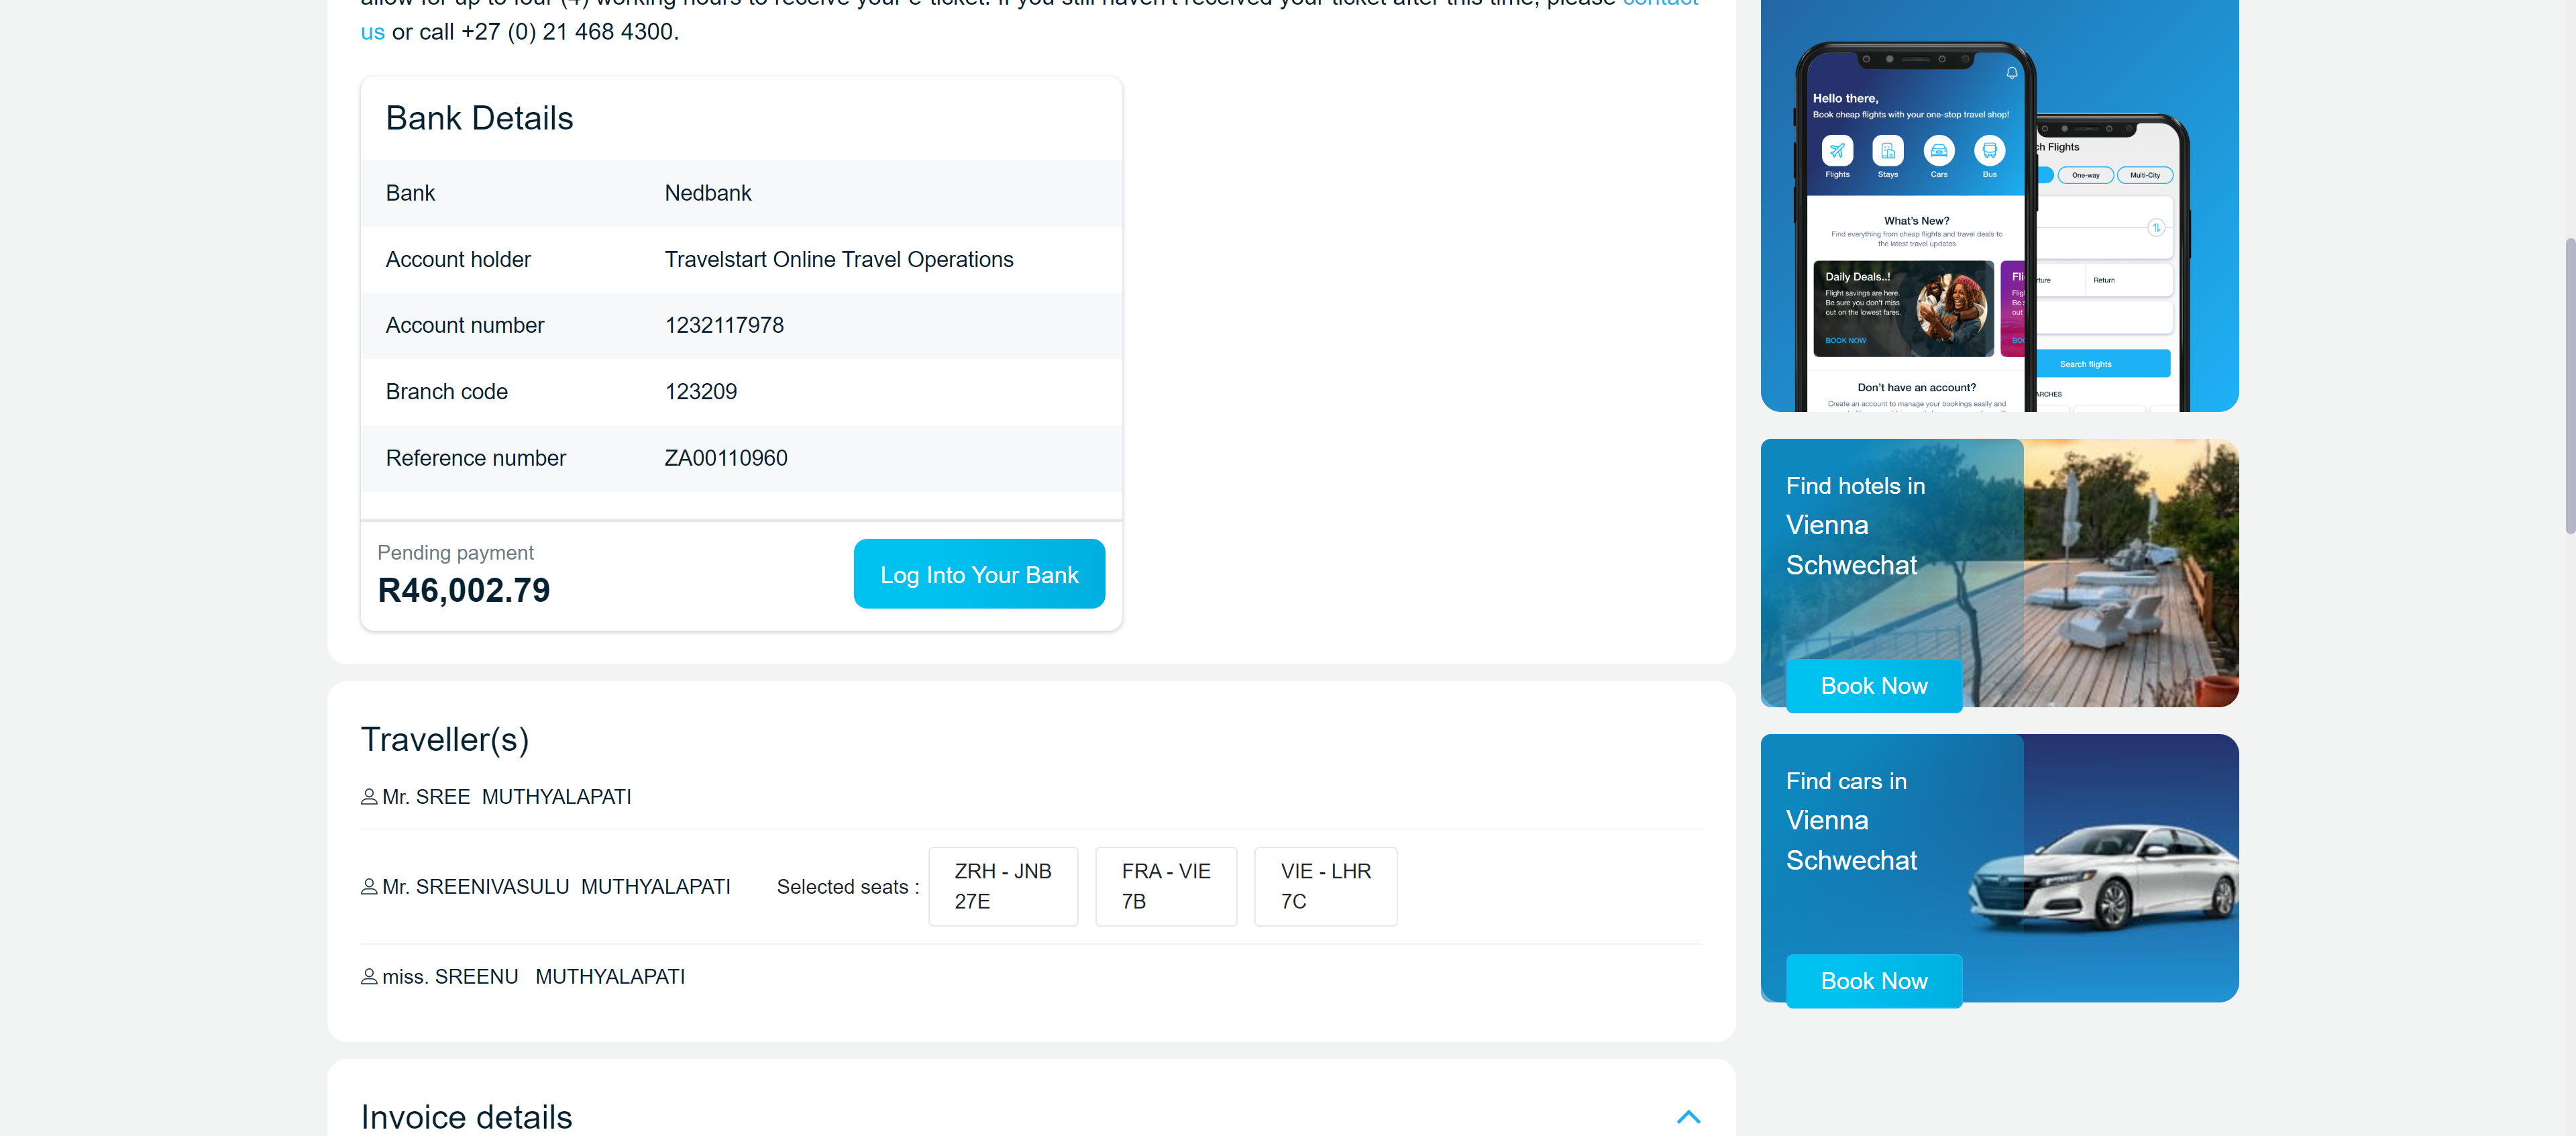 us or call +27 (0) 21 468 4300.
Bank Details
Bank Nedbank
Account holder Travelstart Online Travel Operations
Account number 1232117978
Branch code 123209
Reference number ZA00110960
Pending payment
R46,002.79
Log Into Your Bank
Traveller(s)
Mr. SREE MUTHYALAPATI
Mr. SREENIVASULU MUTHYALAPATI Selected seats :
ZRH - JNB
27E
FRA - VIE
7B
VIE - LHR
7C
miss. SREENU MUTHYALAPATI
Invoice details
Hello there,
Book cheap flights with your one-stop travel shop!
Flights Stays Cars Bus
What's New?
Find everything from cheap flights and travel deals to
the latest travel updates
Daily Deals..!
Flight savings are here.
Be sure you don't miss
out on the lowest fares.
BOOK NOW
Don't have an account?
Create an account to manage your bookings easily and
Flights
One-way Multi-City
Return
Search flights
Find hotels in
Vienna
Schwechat
Book Now
Find cars in
Vienna
Schwechat
Book Now